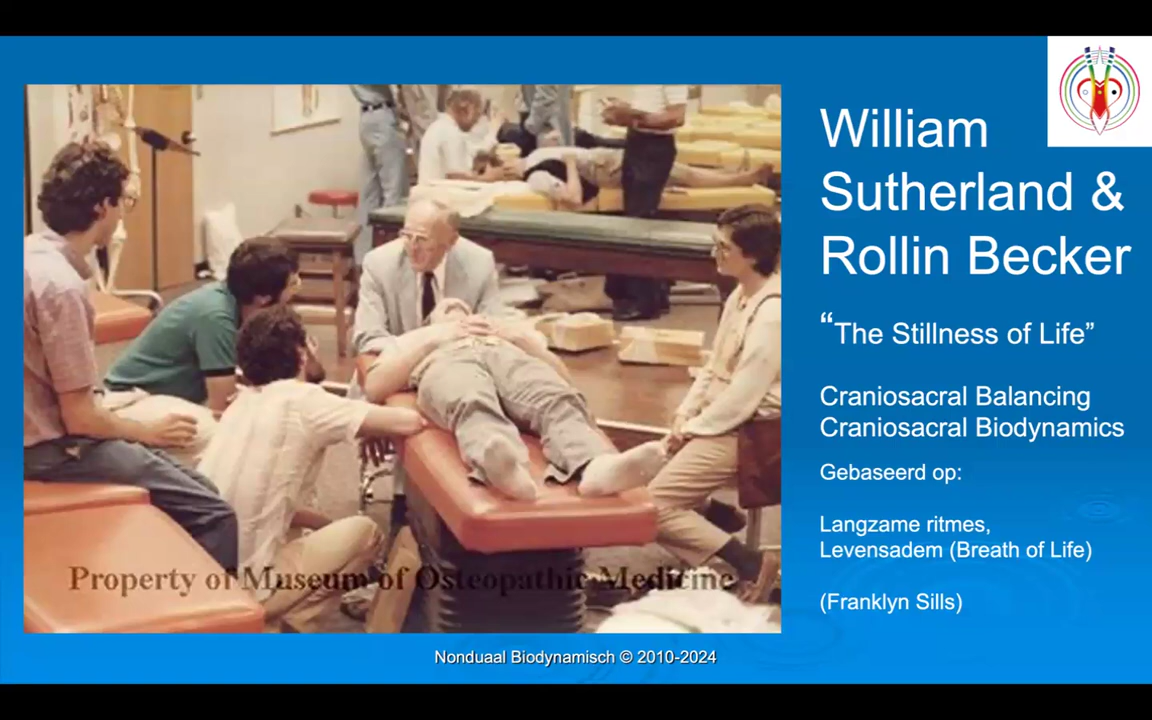 William
Sutherland &
Rollin Becker
“The Stillness of Life”
Craniosacral Balancing
Craniosacral Biodynamics
Gebaseerd op:
Langzame ritmes,
Levensadem (Breath of Life)
(Franklyn Sills)
Property of Museum of Osteopathic Medicine
Nonduaal Biodynamisch © 2010-2024